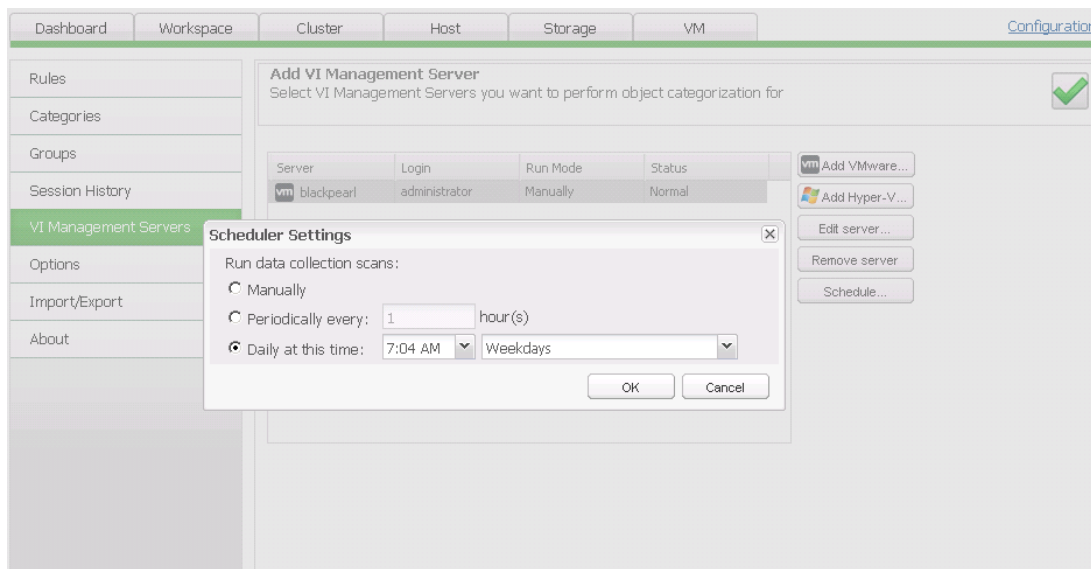 Dashboard Workspace Cluster Host Storage VM Configuration
Rules
Categories
Groups
Session History
VI Management Servers
Options
Import/Export
About
Add VI Management Server
Select VI Management Servers you want to perform object categorization for
Server Login Run Mode Status
vm blackpearl administrator Manually Normal
vm Add VMware...
Add Hyper-V...
Edit server...
Remove server
Schedule...
Scheduler Settings
Run data collection scans:
Manually
Periodically every: 1 hour(s)
Daily at this time: 7:04 AM Weekdays
OK Cancel